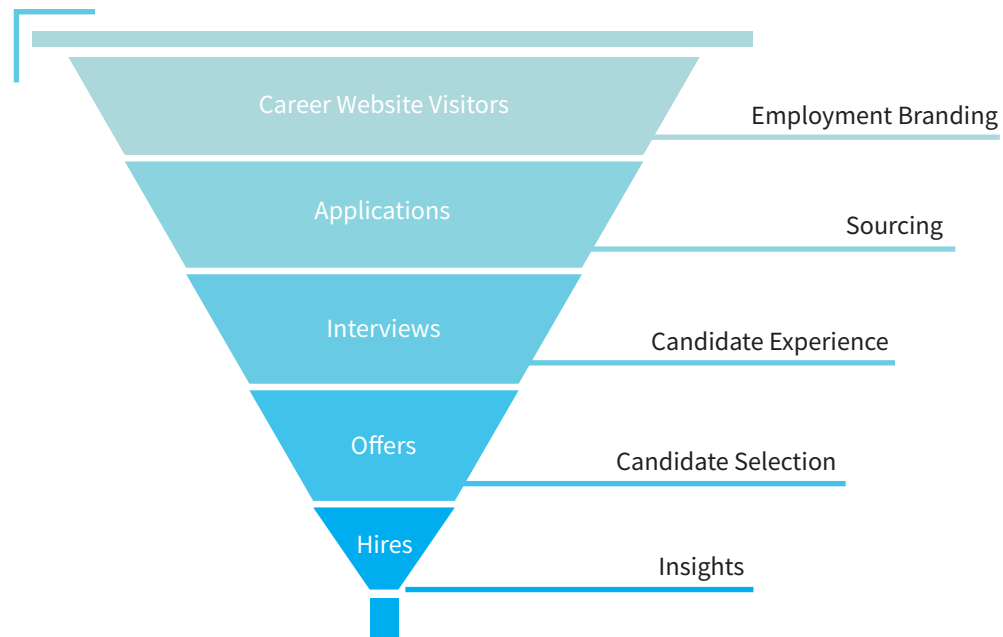 Career Website Visitors
Employment Branding
Applications
Sourcing
Interviews
Candidate Experience
Offers
Candidate Selection
Hires
Insights